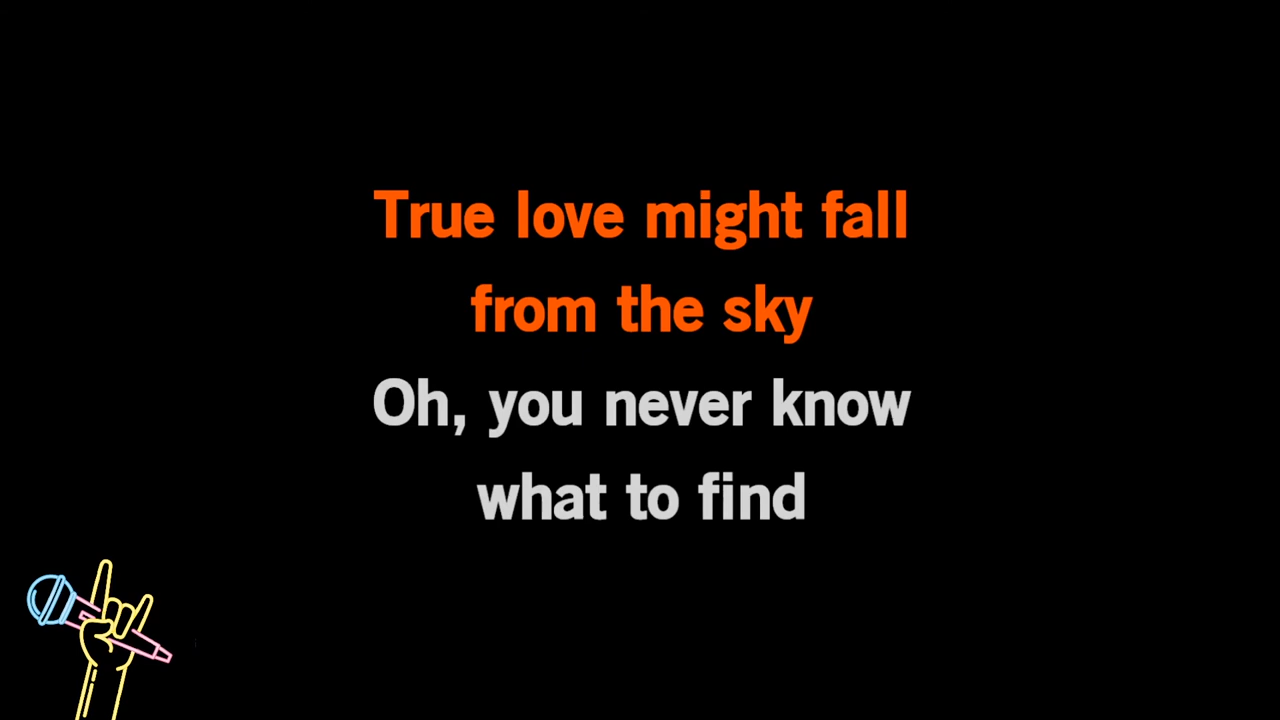 True love might fall
from the sky
Oh, you never know
what to find